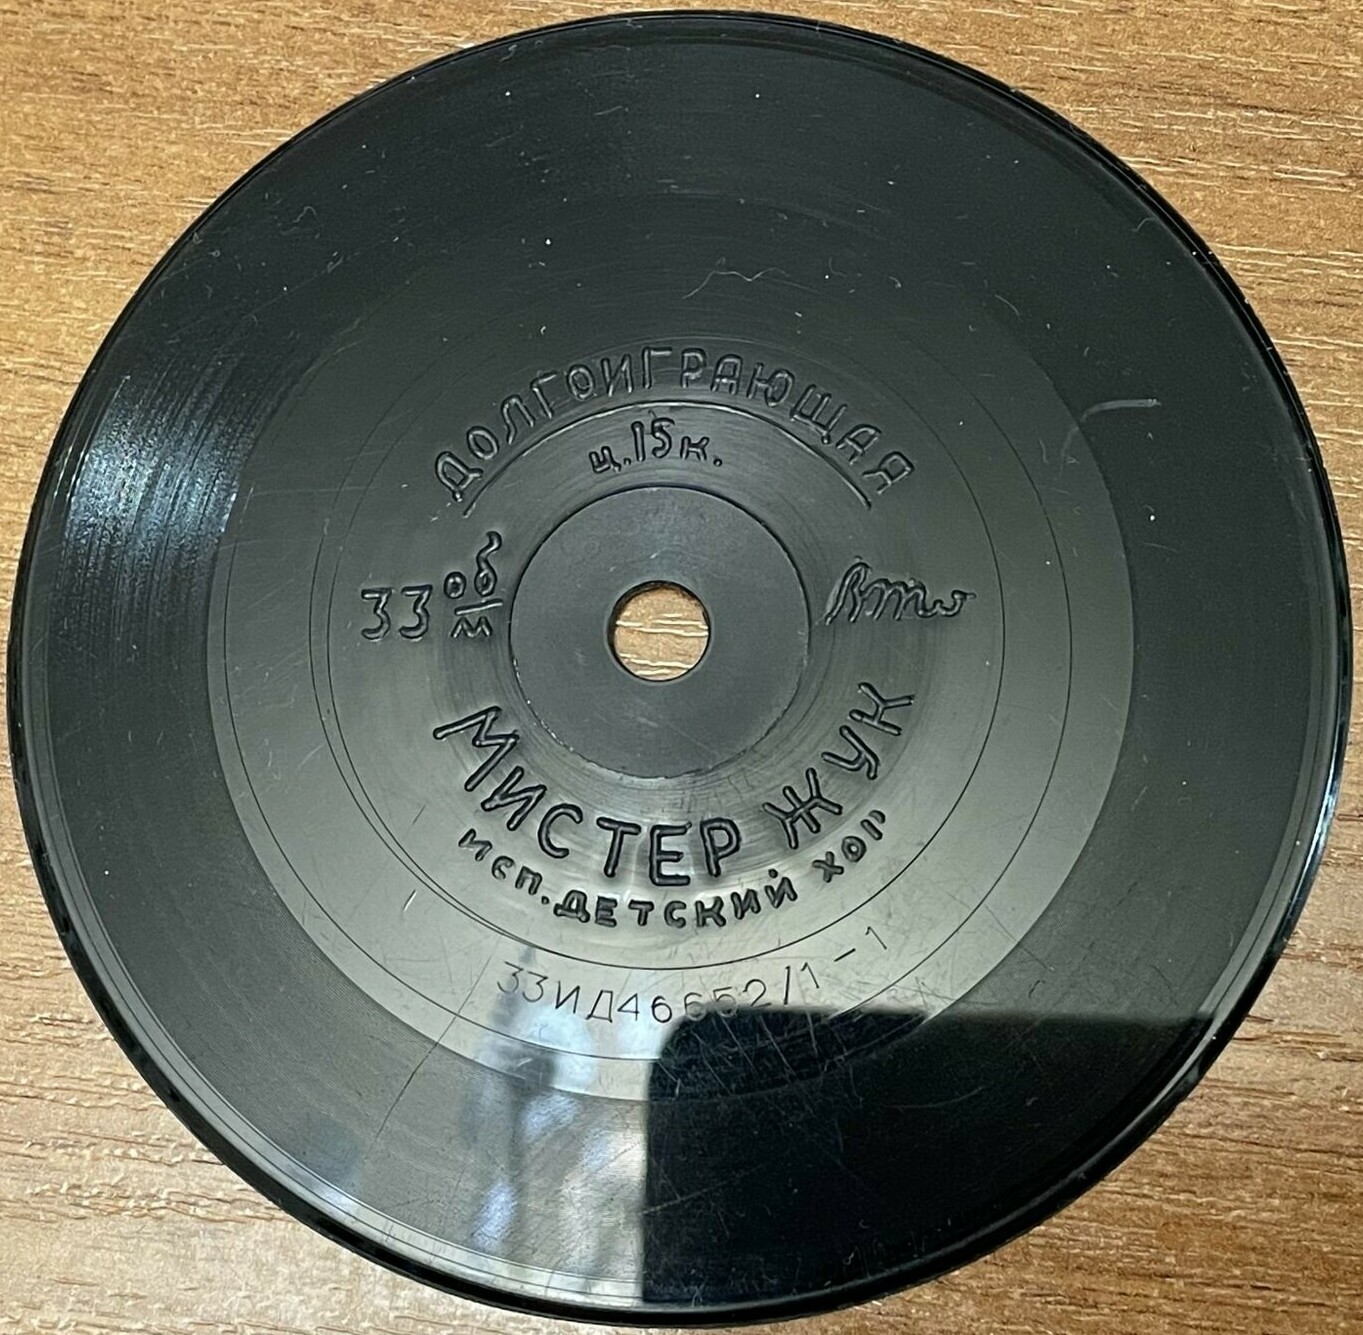 ДОЛГОИГРАЮЩАЯ
ц.15к.
33 об/м
МИСТЕР ЖУК
исп. ДЕТСКИЙ ХОР
33ИД46652/1-1